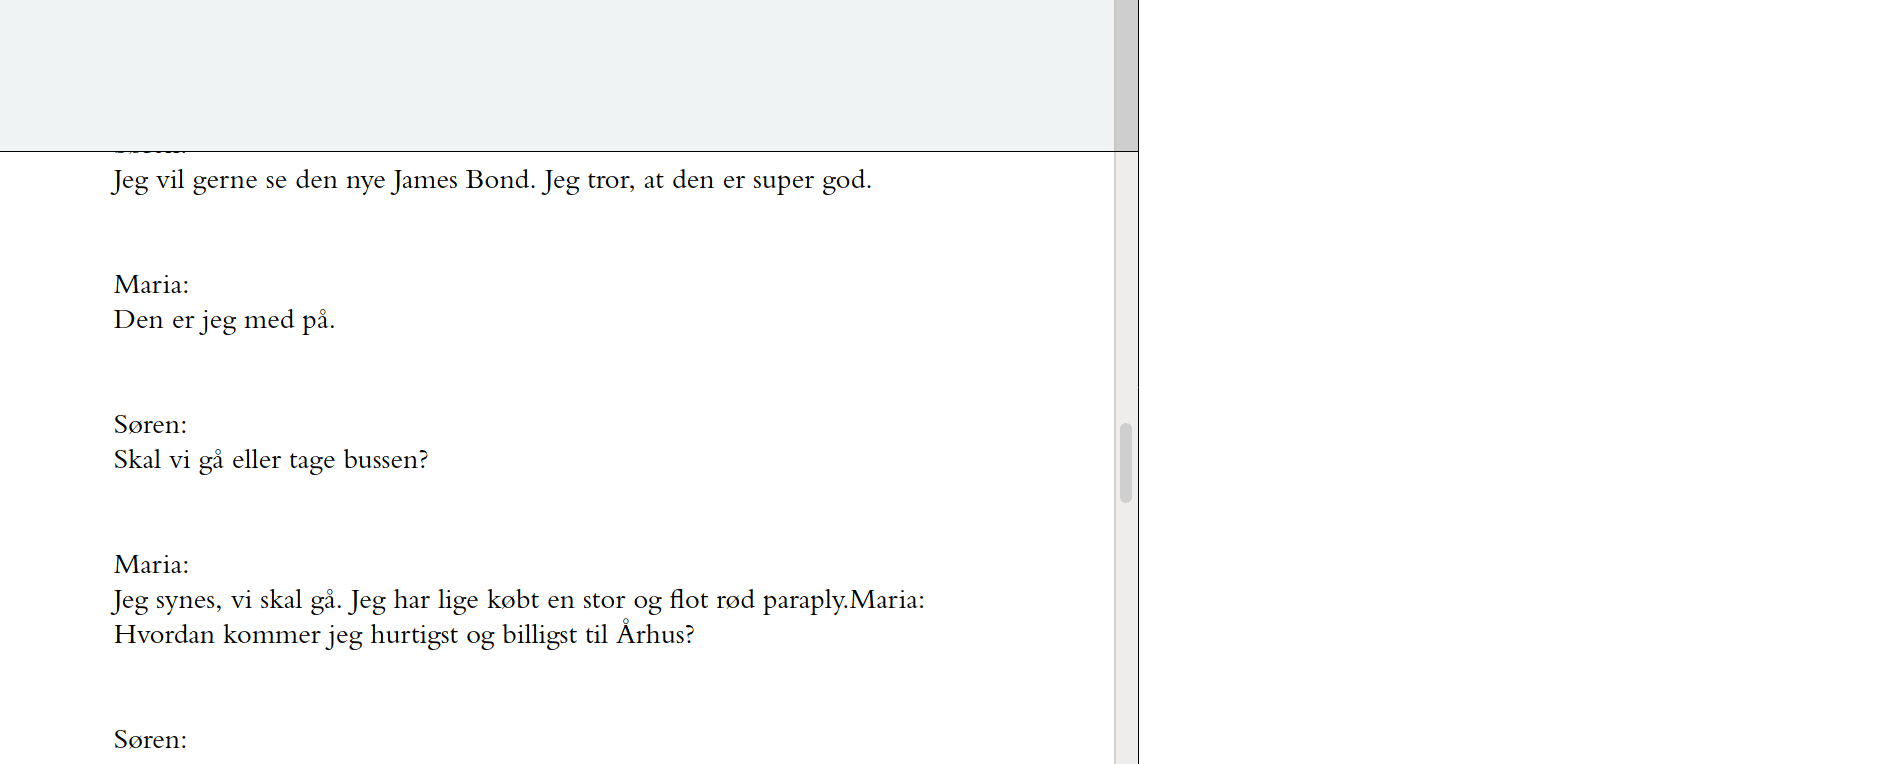 Jeg vil gerne se den nye James Bond. Jeg tror, at den er super god.
Maria:
Den er jeg med på.
Søren:
Skal vi gå eller tage bussen?
Maria:
Jeg synes, vi skal gå. Jeg har lige købt en stor og flot rød paraply.Maria:
Hvordan kommer jeg hurtigst og billigst til Århus?
Søren: